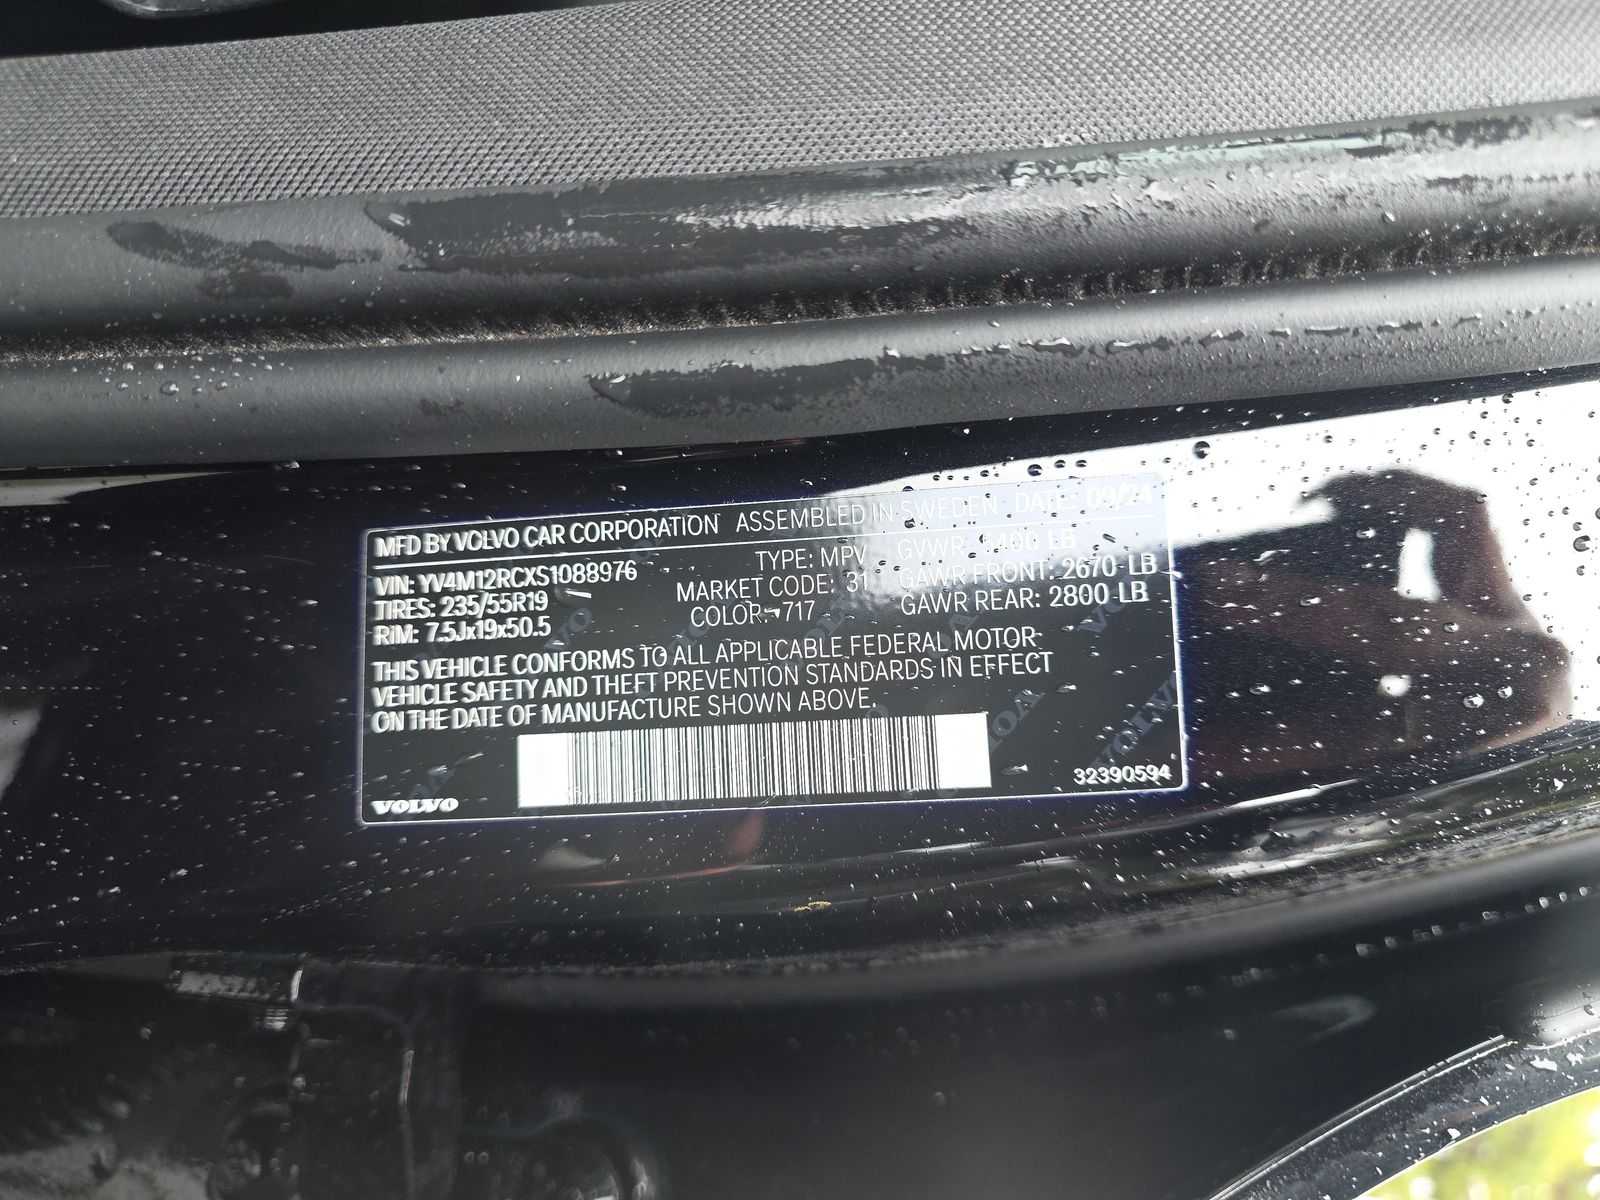 MFD BY VOLVO CAR CORPORATION ASSEMBLED IN SWEDEN DATE: 09/24
VIN: YV4M12RCXS1088976 TYPE: MPV GVWR: 5400 LB
TIRES: 235/55R19 MARKET CODE: 31 GAWR FRONT: 2670 LB
RIM: 7.5Jx19x50.5 COLOR: 717 GAWR REAR: 2800 LB
THIS VEHICLE CONFORMS TO ALL APPLICABLE FEDERAL MOTOR
VEHICLE SAFETY AND THEFT PREVENTION STANDARDS IN EFFECT
ON THE DATE OF MANUFACTURE SHOWN ABOVE.
VOLVO 32390594